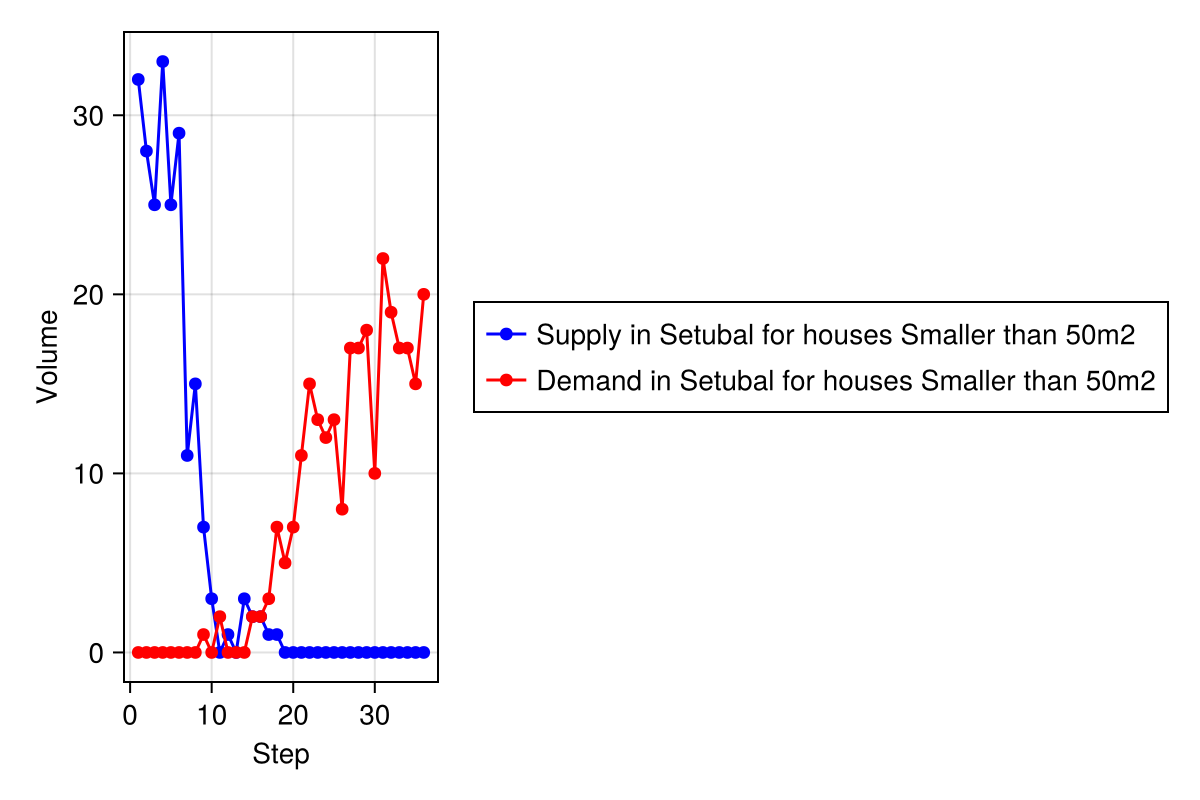 30
20
10
0
Volume
0 10 20 30
Step
Supply in Setubal for houses Smaller than 50m2
Demand in Setubal for houses Smaller than 50m2